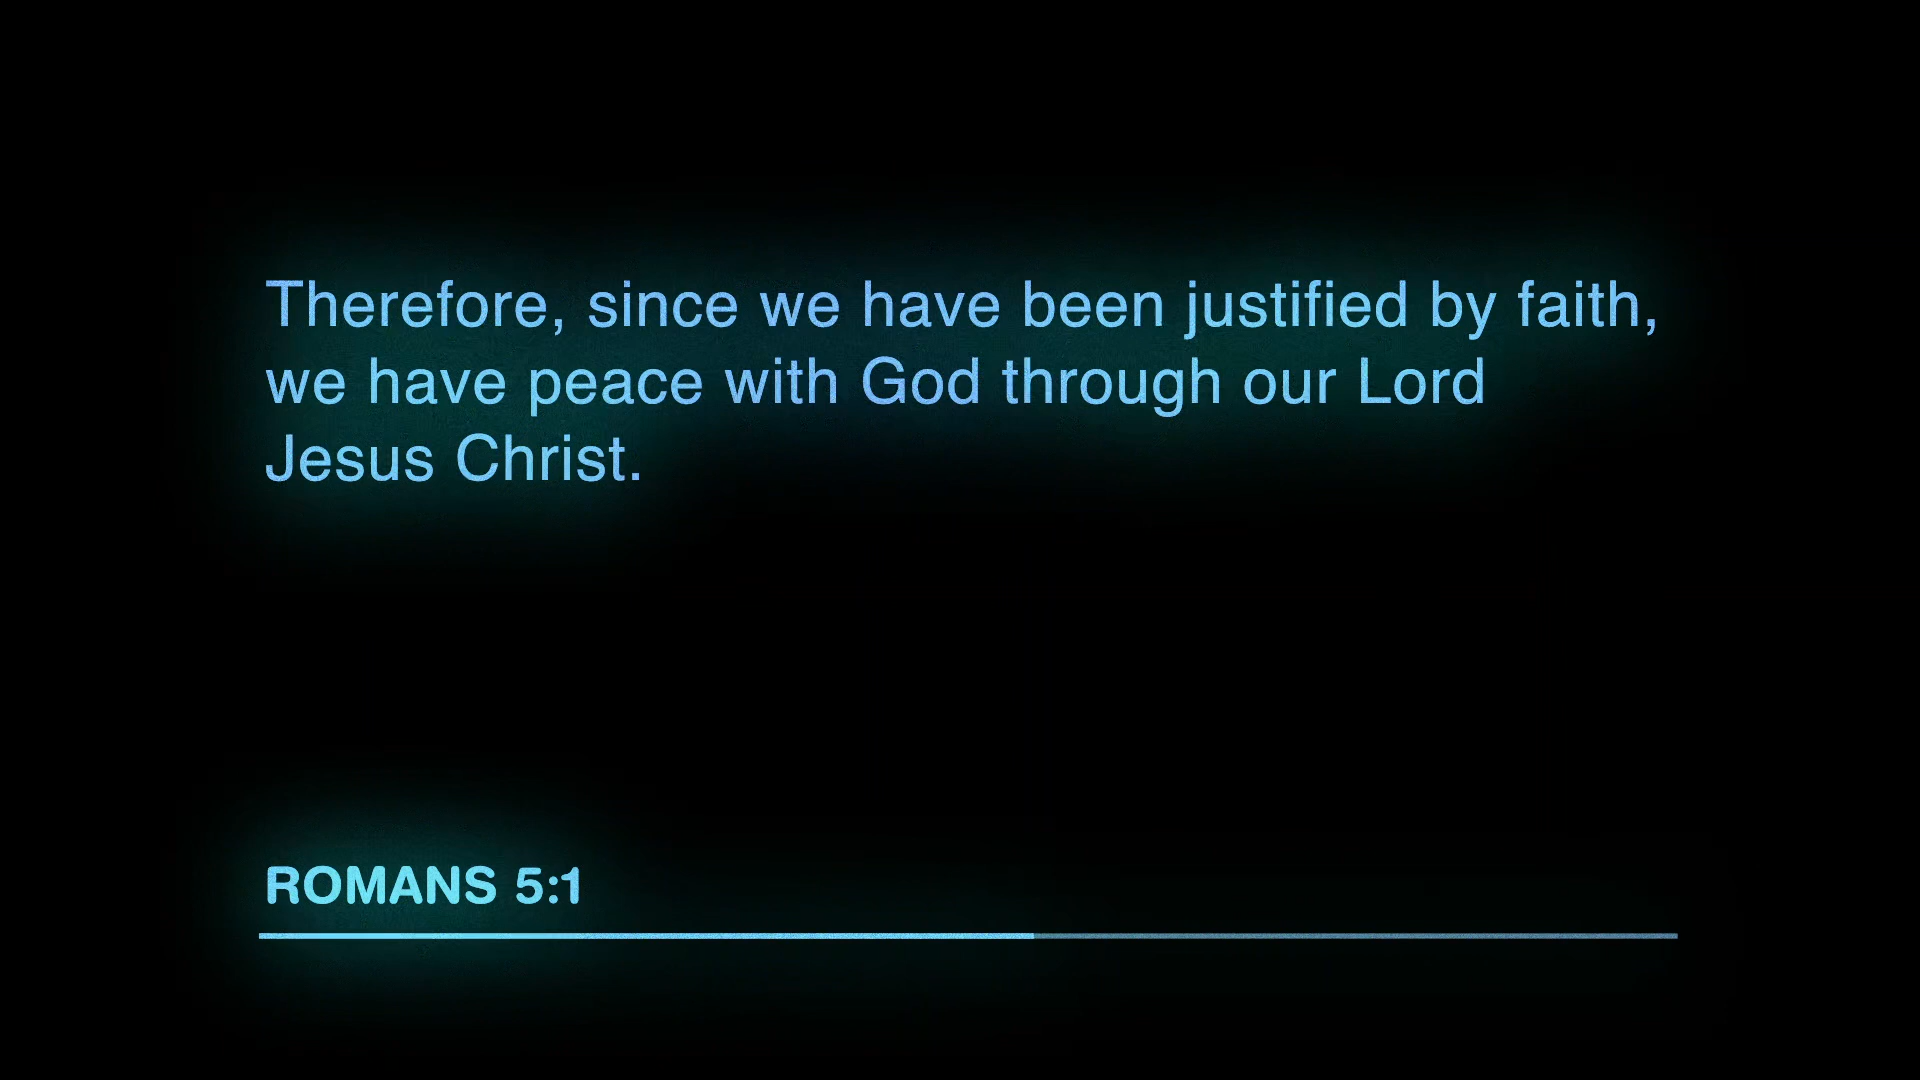 Therefore, since we have been justified by faith,
we have peace with God through our Lord
Jesus Christ.
ROMANS 5:1